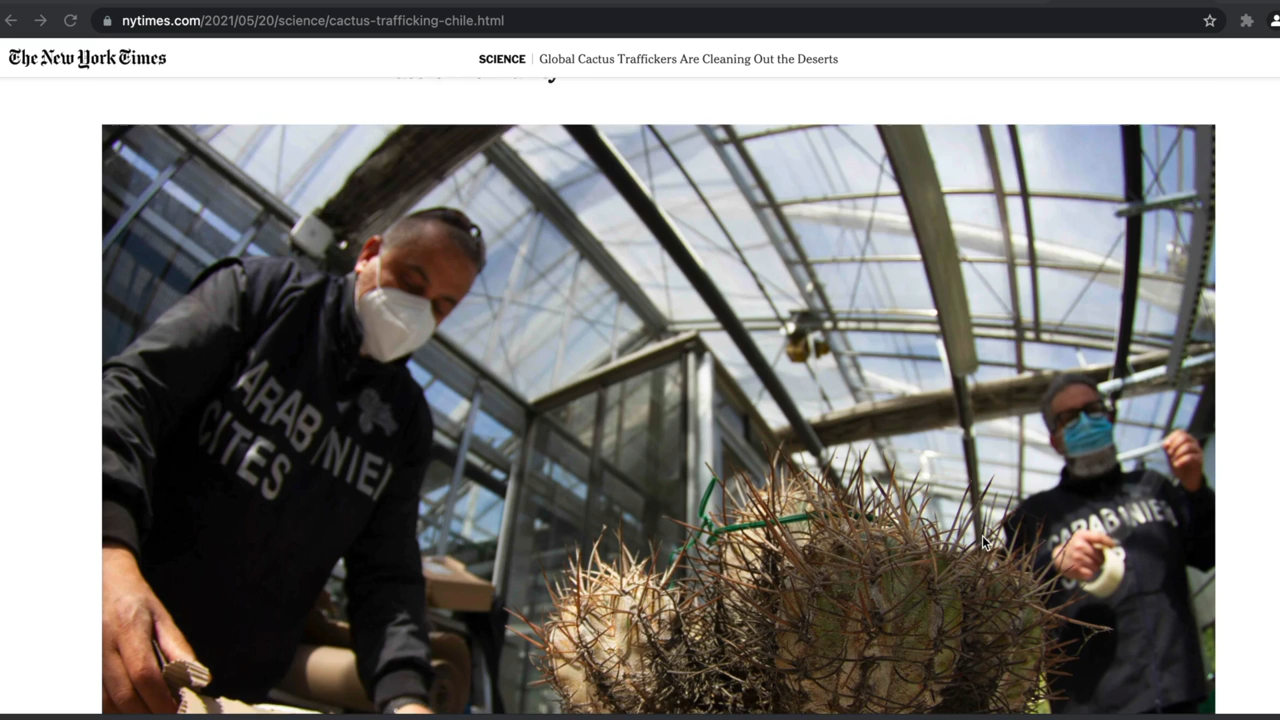 nytimes.com/2021/05/20/science/cactus-trafficking-chile.html
The New York Times
SCIENCE | Global Cactus Traffickers Are Cleaning Out the Deserts
CARABINIERI
CITES
CARABINIERI